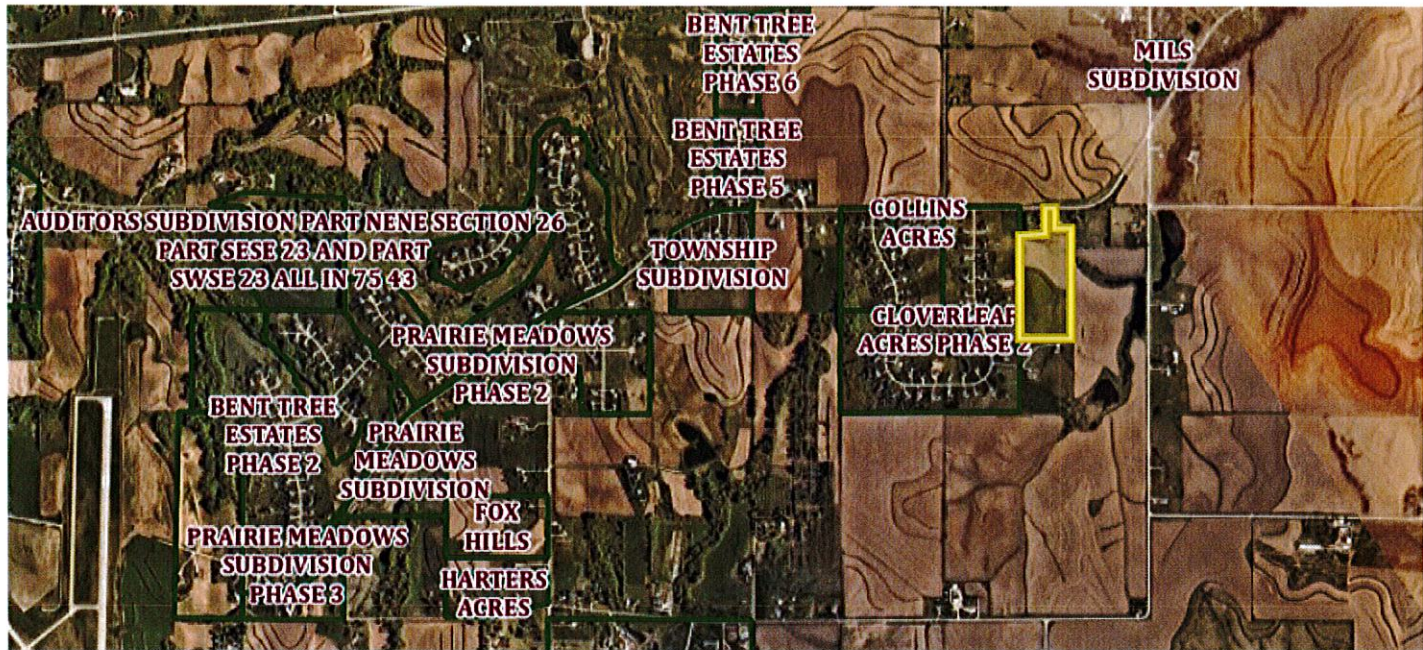 BENT TREE
ESTATES
PHASE 6
MILS
SUBDIVISION
BENT TREE
ESTATES
PHASE 5
AUDITORS SUBDIVISION PART NENE SECTION 26
PART SESE 23 AND PART
SWSE 23 ALL IN 75 43
COLLINS
ACRES
TOWNSHIP
SUBDIVISION
CLOVERLEAF
ACRES PHASE 2
PRAIRIE MEADOWS
SUBDIVISION
PHASE 2
BENT TREE
ESTATES
PHASE 2
PRAIRIE
MEADOWS
SUBDIVISION
FOX
HILLS
PRAIRIE MEADOWS
SUBDIVISION
PHASE 3
HARTERS
ACRES